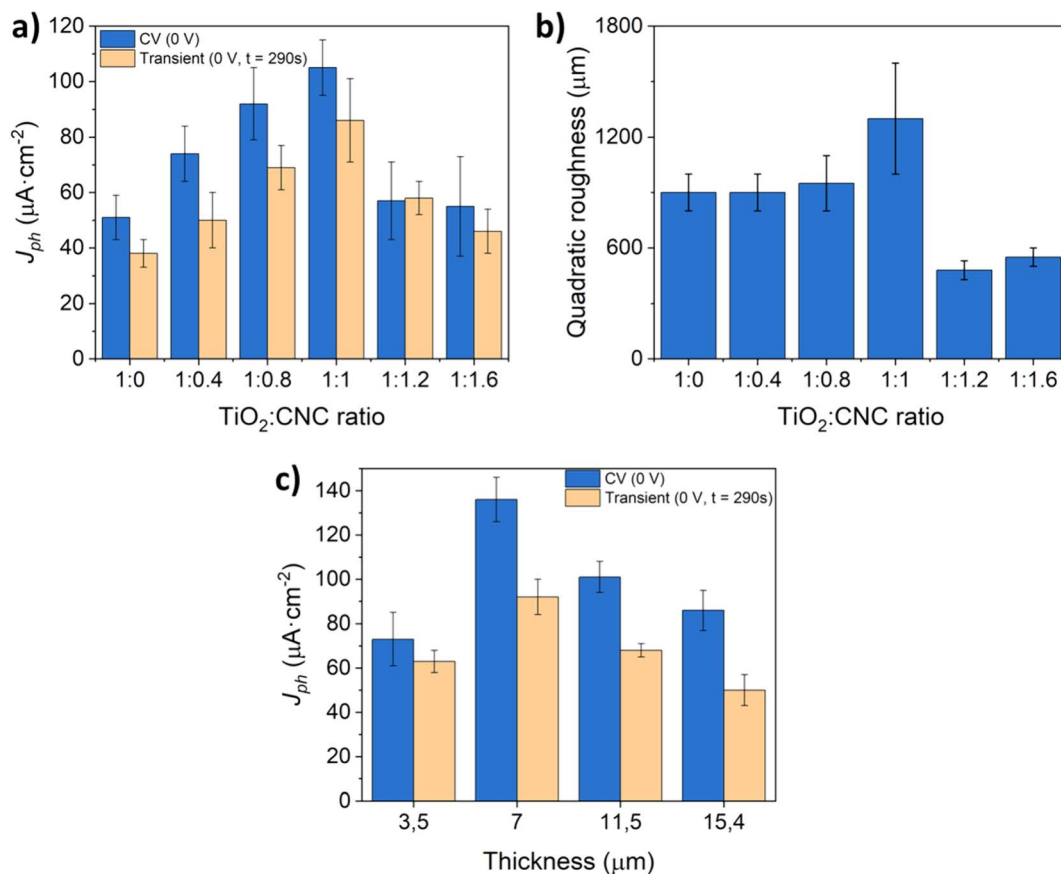 a)
CV (0 V)
Transient (0 V, t = 290s)
120
100
80
60
40
20
0
J_ph (μA·cm⁻²)
1:0 1:0.4 1:0.8 1:1 1:1.2 1:1.6
TiO₂:CNC ratio
b)
1800
1200
600
0
Quadratic roughness (μm)
1:0 1:0.4 1:0.8 1:1 1:1.2 1:1.6
TiO₂:CNC ratio
c)
CV (0 V)
Transient (0 V, t = 290s)
140
120
100
80
60
40
20
0
J_ph (μA·cm⁻²)
3,5 7 11,5 15,4
Thickness (μm)